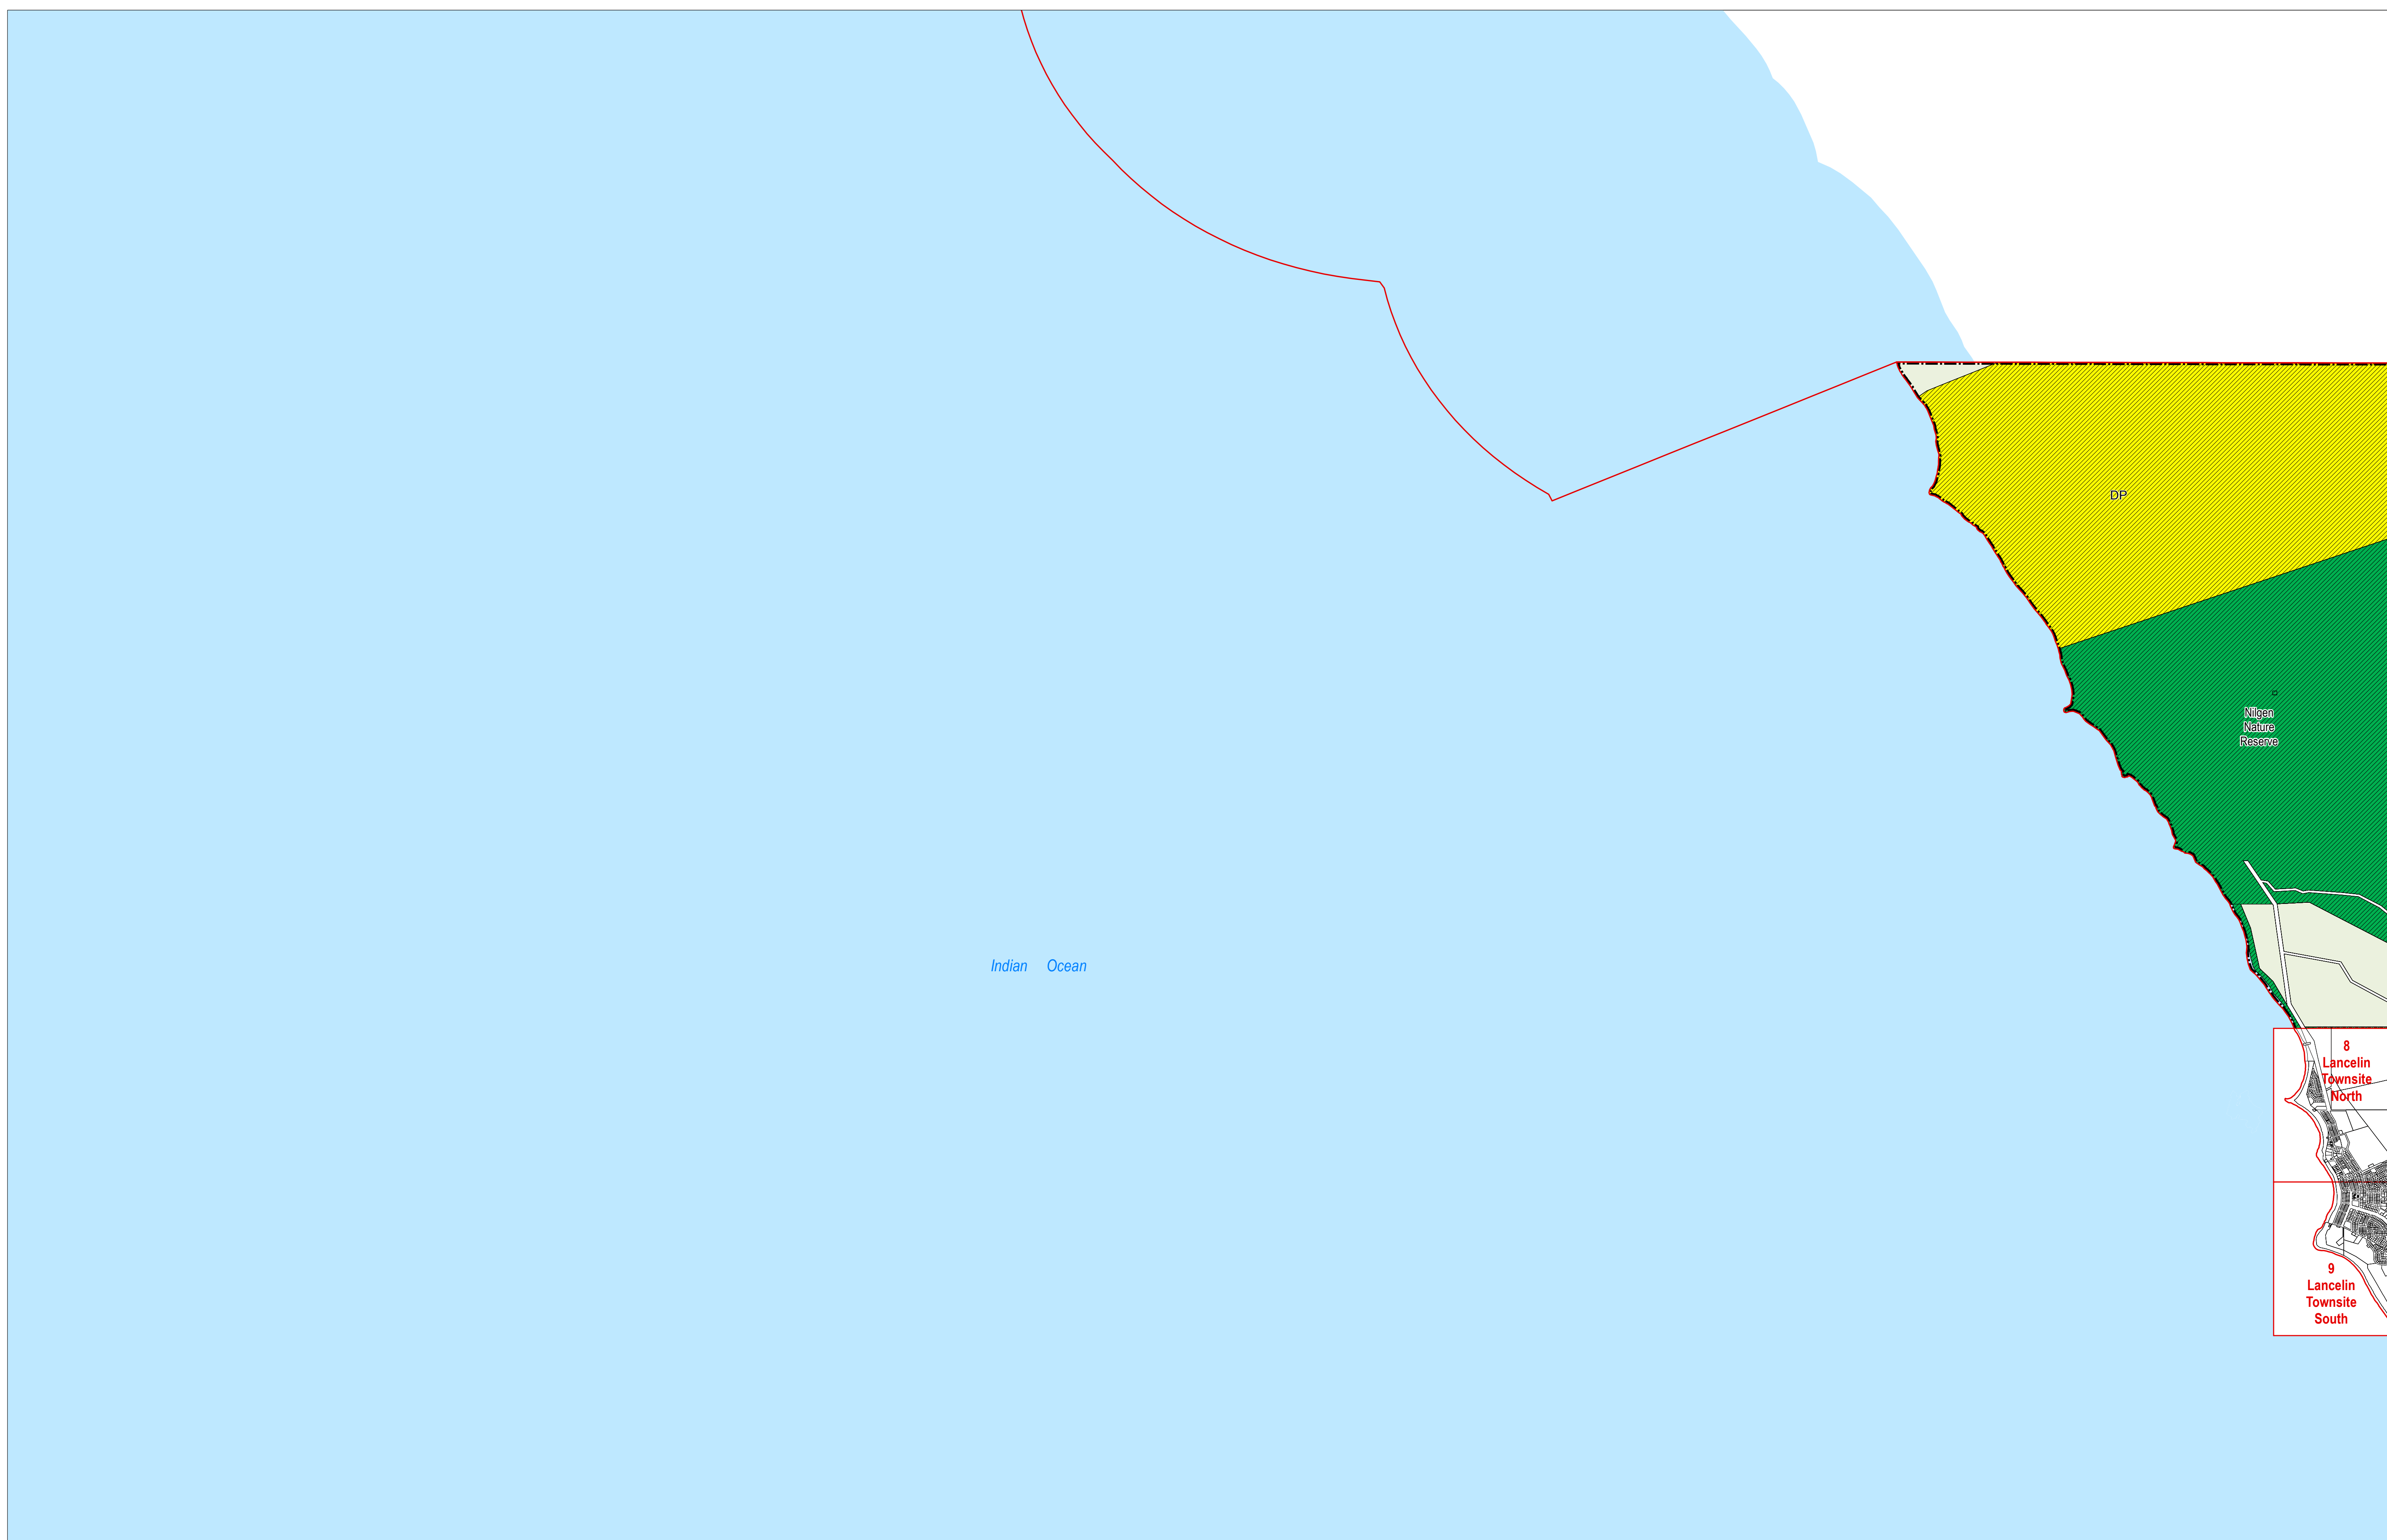 DP
Nilgen
Nature
Reserve
Indian Ocean
8
Lancelin
Townsite
North
9
Lancelin
Townsite
South